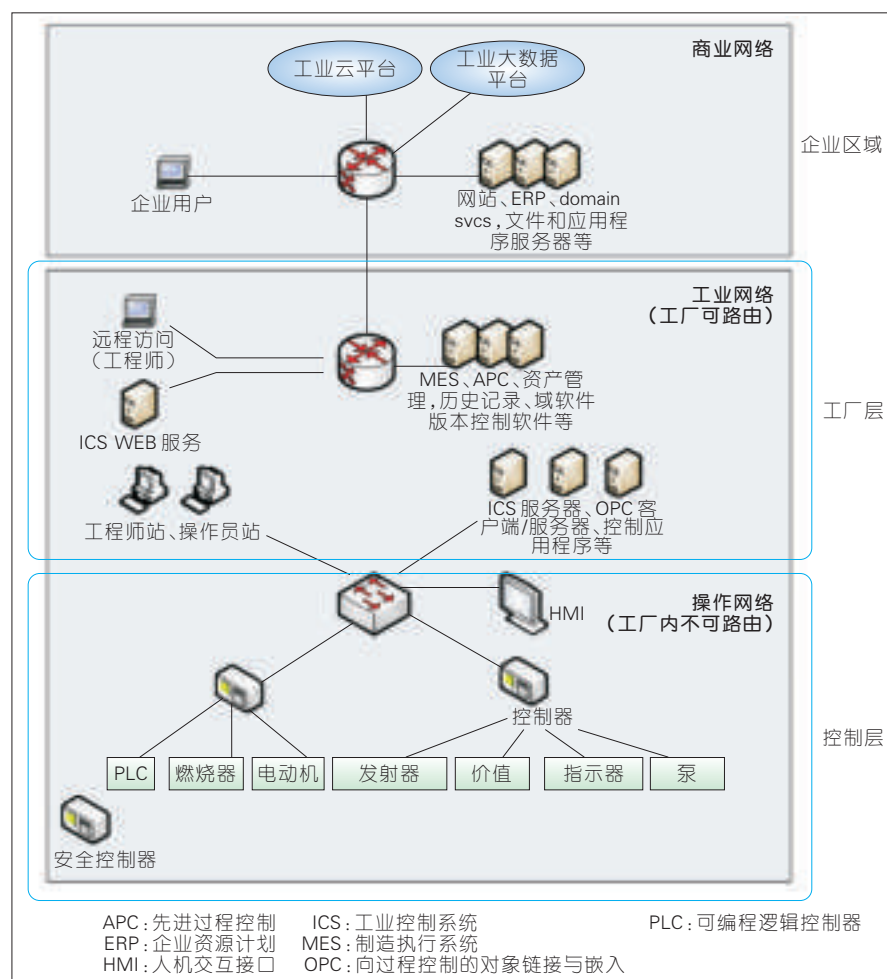 商业网络
工业云平台
工业大数据
平台
企业区域
企业用户
网站、ERP、domain
svcs,文件和应用程
序服务器等
工业网络
(工厂可路由)
远程访问
(工程师)
MES、APC、资产管
理,历史记录、域软件
版本控制软件等
工厂层
ICS WEB 服务
工程师站、操作员站
ICS 服务器、OPC 客
户端/服务器、控制应
用程序等
操作网络
(工厂内不可路由)
HMI
控制器
控制层
PLC
燃烧器
电动机
发射器
价值
指示器
泵
安全控制器
APC:先进过程控制 ICS:工业控制系统 PLC:可编程逻辑控制器
ERP:企业资源计划 MES:制造执行系统
HMI:人机交互接口 OPC:向过程控制的对象链接与嵌入